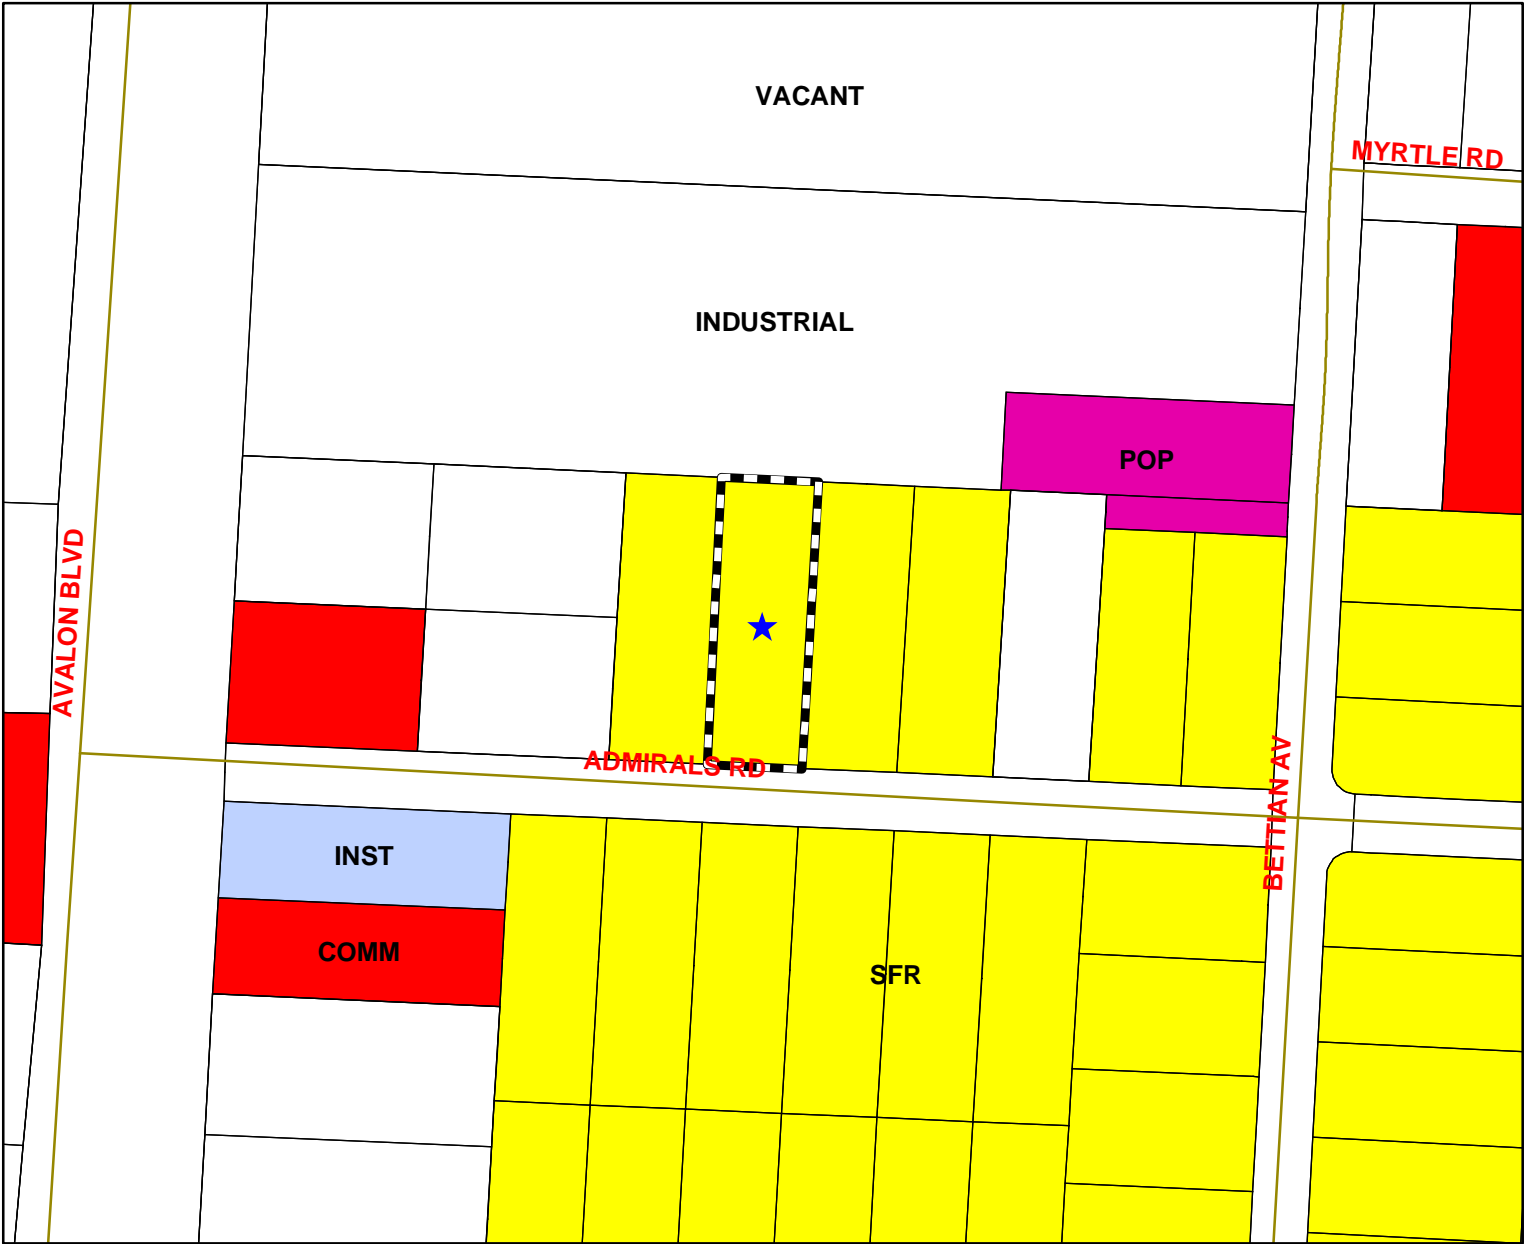 VACANT
MYRTLE RD
INDUSTRIAL
POP
AVALON BLVD
ADMIRALS RD
BETTIAN AV
INST
COMM
SFR